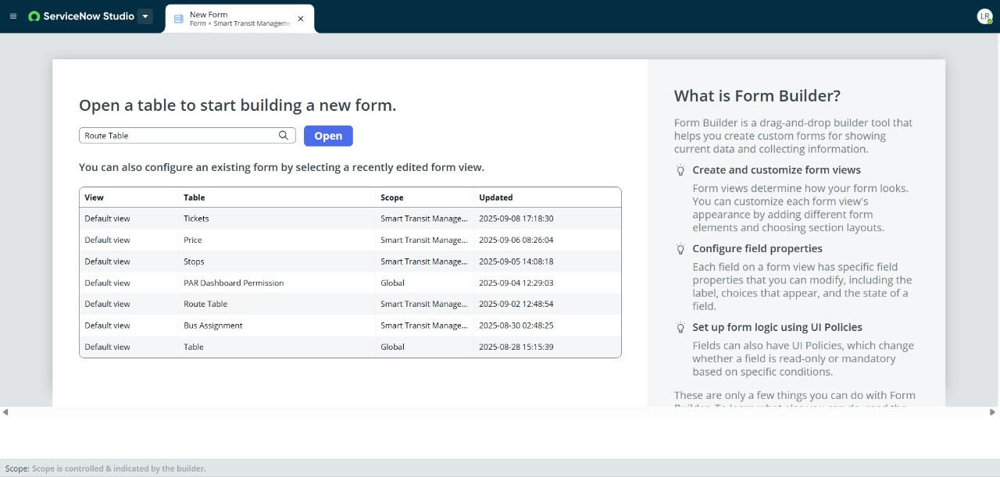 ServiceNow Studio
New Form
Form • Smart Transit Manageme
LR
Open a table to start building a new form.
Route Table
Open
You can also configure an existing form by selecting a recently edited form view.
View Table Scope Updated
Default view Tickets Smart Transit Manage... 2025-09-08 17:18:30
Default view Price Smart Transit Manage... 2025-09-06 08:26:04
Default view Stops Smart Transit Manage... 2025-09-05 14:08:18
Default view PAR Dashboard Permission Global 2025-09-04 12:29:03
Default view Route Table Smart Transit Manage... 2025-09-02 12:48:54
Default view Bus Assignment Smart Transit Manage... 2025-08-30 02:48:25
Default view Table Global 2025-08-28 15:15:39
What is Form Builder?
Form Builder is a drag-and-drop builder tool that
helps you create custom forms for showing
current data and collecting information.
Create and customize form views
Form views determine how your form looks.
You can customize each form view's
appearance by adding different form
elements and choosing section layouts.
Configure field properties
Each field on a form view has specific field
properties that you can modify, including the
label, choices that appear, and the state of a
field.
Set up form logic using UI Policies
Fields can also have UI Policies, which change
whether a field is read-only or mandatory
based on specific conditions.
These are only a few things you can do with Form
Scope: Scope is controlled & indicated by the builder.